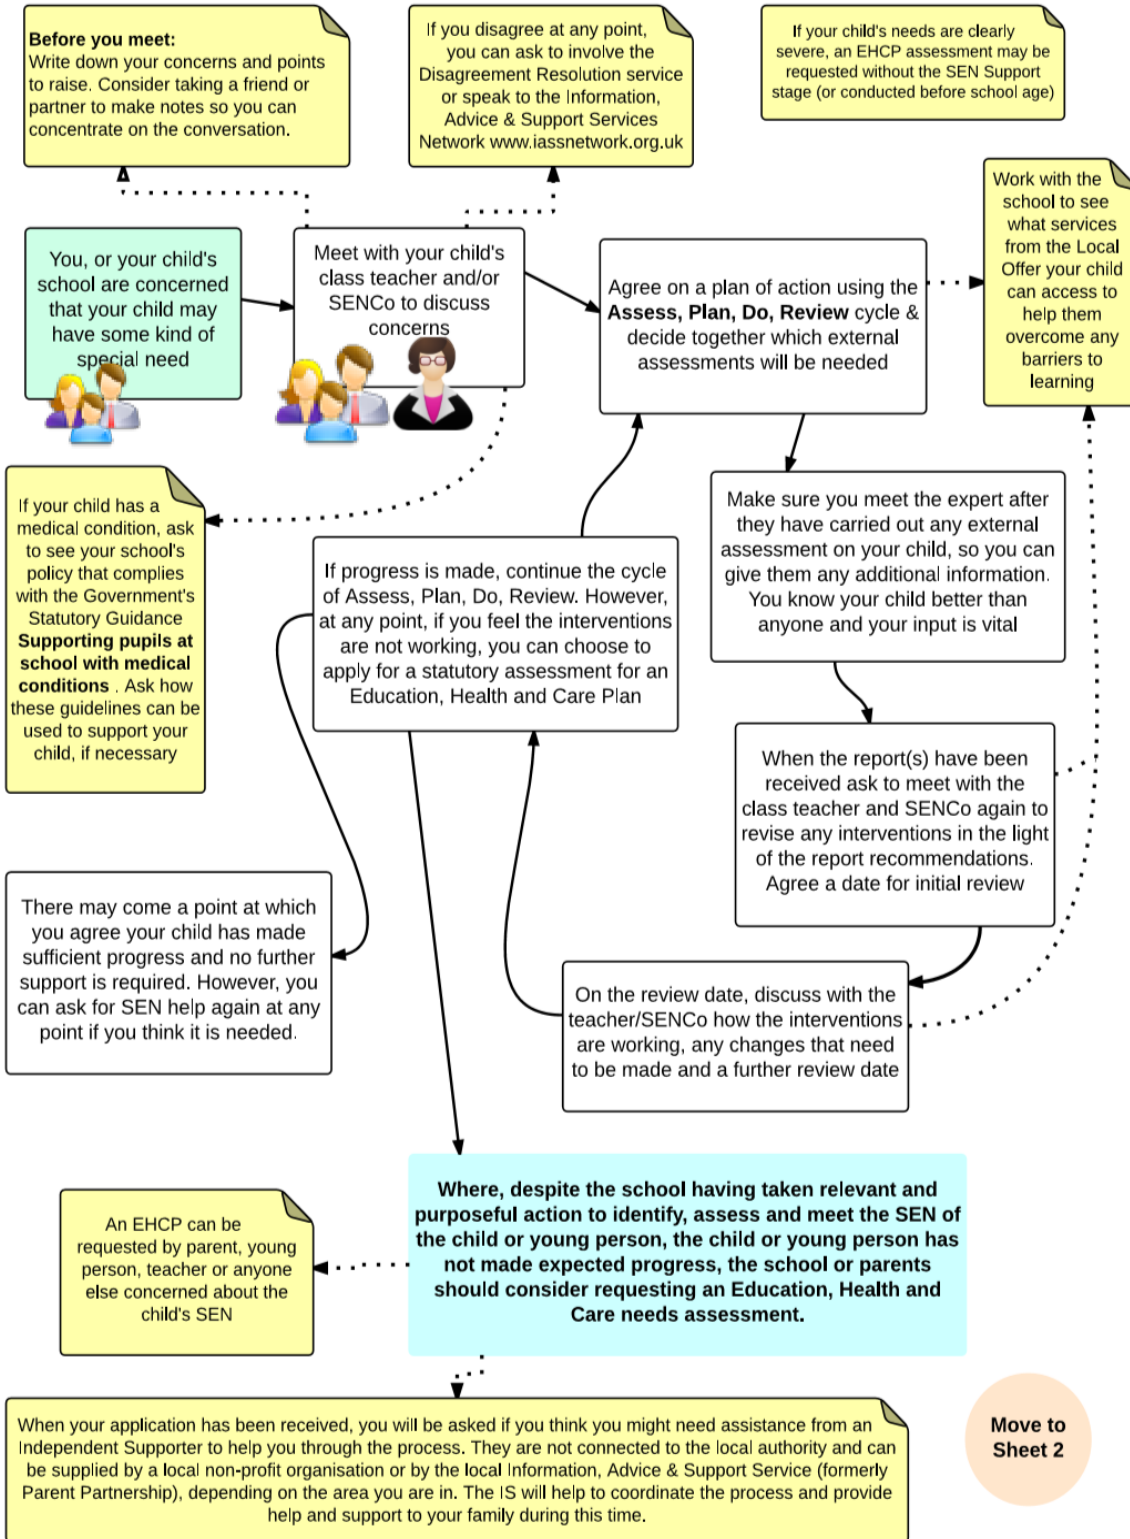 Before you meet:
Write down your concerns and points
to raise. Consider taking a friend or
partner to make notes so you can
concentrate on the conversation.
If you disagree at any point,
you can ask to involve the
Disagreement Resolution service
or speak to the Information,
Advice & Support Services
Network www.iassnetwork.org.uk
If your child's needs are clearly
severe, an EHCP assessment may be
requested without the SEN Support
stage (or conducted before school age)
You, or your child's
school are concerned
that your child may
have some kind of
special need
Meet with your child's
class teacher and/or
SENCo to discuss
concerns
Agree on a plan of action using the
Assess, Plan, Do, Review cycle &
decide together which external
assessments will be needed
Work with the
school to see
what services
from the Local
Offer your child
can access to
help them
overcome any
barriers to
learning
If your child has a
medical condition, ask
to see your school's
policy that complies
with the Government's
Statutory Guidance
Supporting pupils at
school with medical
conditions . Ask how
these guidelines can be
used to support your
child, if necessary
If progress is made, continue the cycle
of Assess, Plan, Do, Review. However,
at any point, if you feel the interventions
are not working, you can choose to
apply for a statutory assessment for an
Education, Health and Care Plan
Make sure you meet the expert after
they have carried out any external
assessment on your child, so you can
give them any additional information.
You know your child better than
anyone and your input is vital
When the report(s) have been
received ask to meet with the
class teacher and SENCo again to
revise any interventions in the light
of the report recommendations.
Agree a date for initial review
There may come a point at which
you agree your child has made
sufficient progress and no further
support is required. However, you
can ask for SEN help again at any
point if you think it is needed.
On the review date, discuss with the
teacher/SENCo how the interventions
are working, any changes that need
to be made and a further review date
Where, despite the school having taken relevant and
purposeful action to identify, assess and meet the SEN of
the child or young person, the child or young person has
not made expected progress, the school or parents
should consider requesting an Education, Health and
Care needs assessment.
An EHCP can be
requested by parent, young
person, teacher or anyone
else concerned about the
child's SEN
When your application has been received, you will be asked if you think you might need assistance from an
Independent Supporter to help you through the process. They are not connected to the local authority and can
be supplied by a local non-profit organisation or by the local Information, Advice & Support Service (formerly
Parent Partnership), depending on the area you are in. The IS will help to coordinate the process and provide
help and support to your family during this time.
Move to
Sheet 2